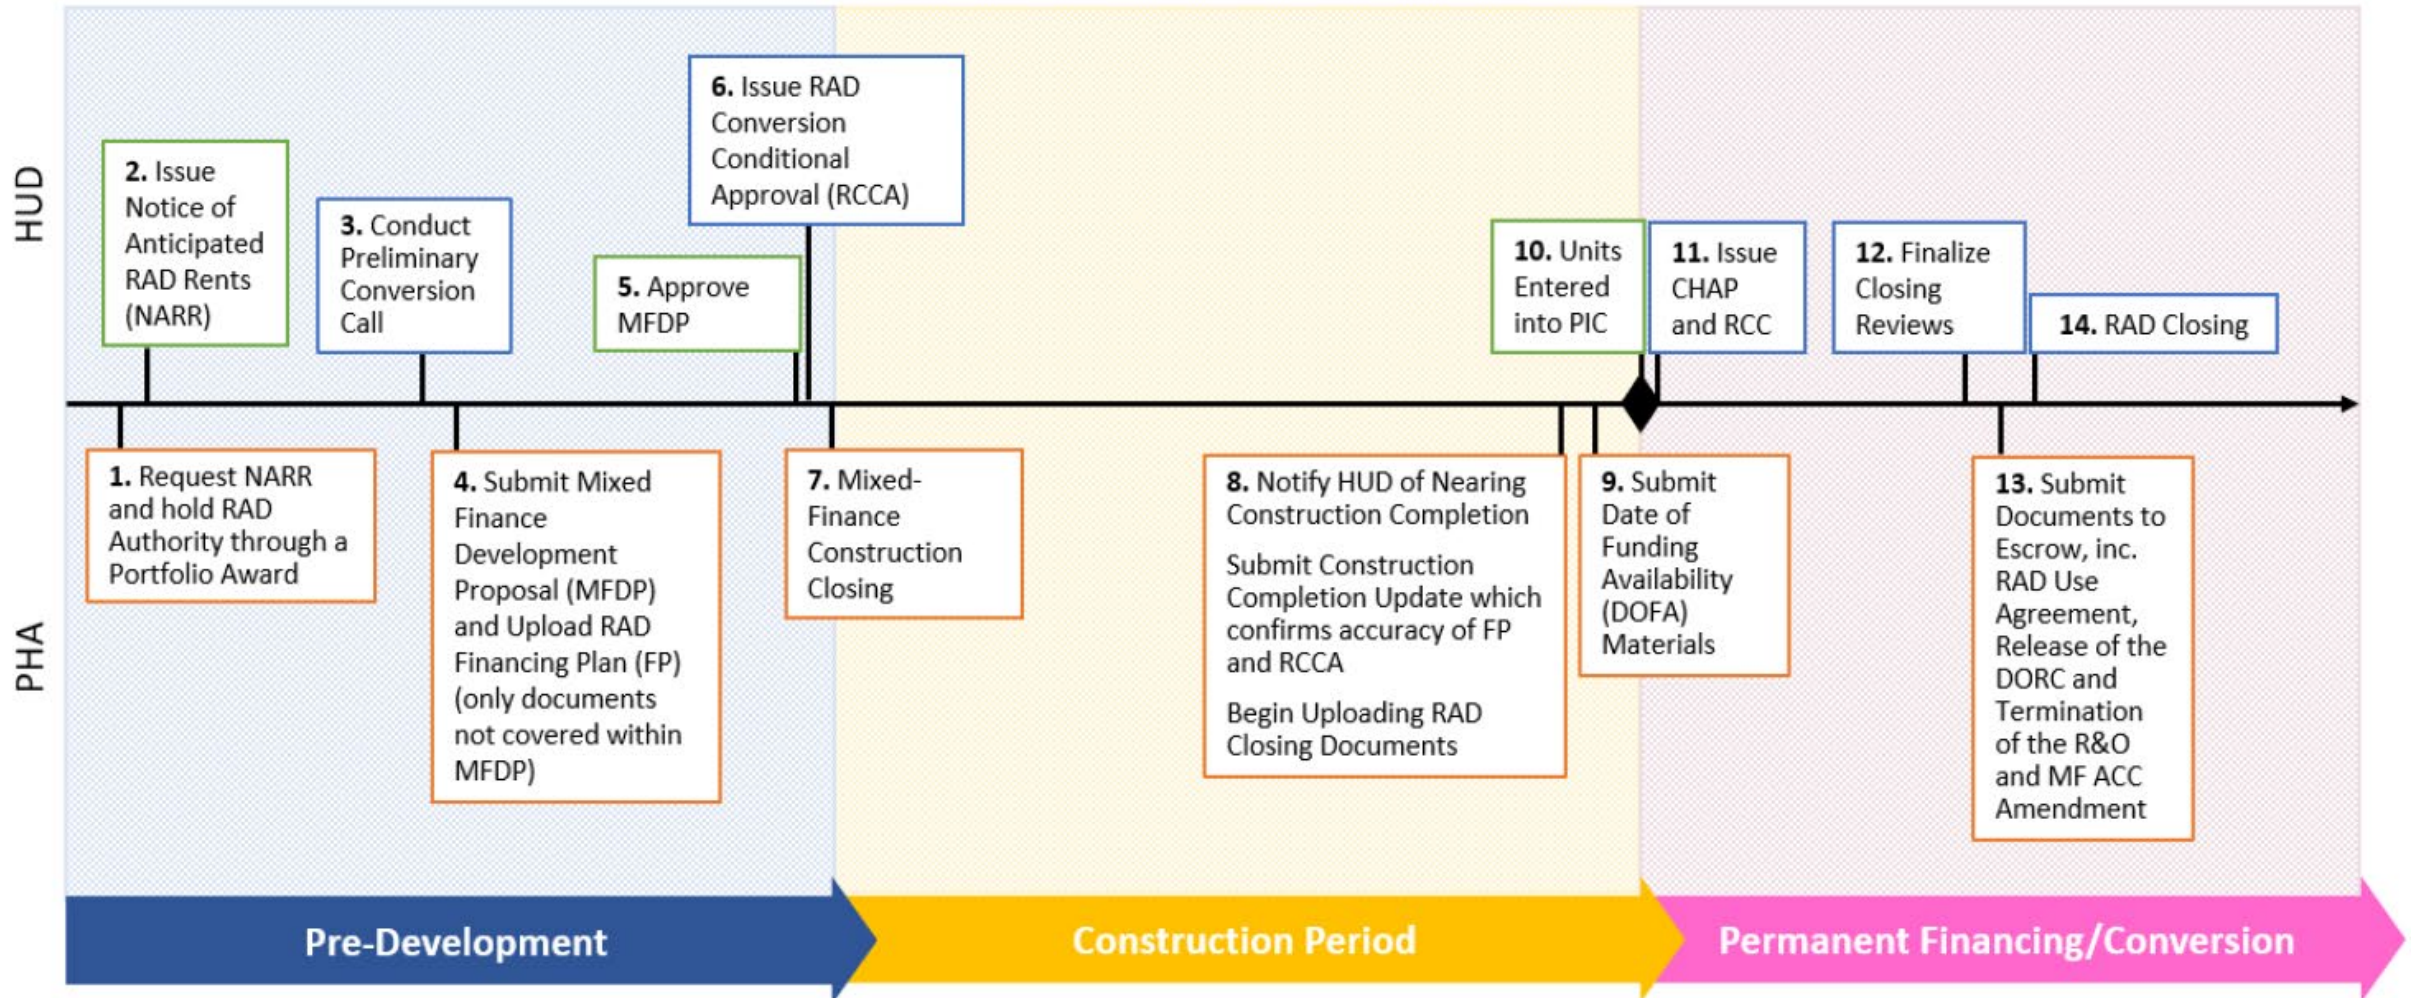 HUD
PHA
2. Issue
Notice of
Anticipated
RAD Rents
(NARR)
3. Conduct
Preliminary
Conversion
Call
5. Approve
MFDP
6. Issue RAD
Conversion
Conditional
Approval (RCCA)
10. Units
Entered
into PIC
11. Issue
CHAP
and RCC
12. Finalize
Closing
Reviews
14. RAD Closing
1. Request NARR
and hold RAD
Authority through a
Portfolio Award
4. Submit Mixed
Finance
Development
Proposal (MFDP)
and Upload RAD
Financing Plan (FP)
(only documents
not covered within
MFDP)
7. Mixed-
Finance
Construction
Closing
8. Notify HUD of Nearing
Construction Completion
Submit Construction
Completion Update which
confirms accuracy of FP
and RCCA
Begin Uploading RAD
Closing Documents
9. Submit
Date of
Funding
Availability
(DOFA)
Materials
13. Submit
Documents to
Escrow, inc.
RAD Use
Agreement,
Release of the
DORC and
Termination
of the R&O
and MF ACC
Amendment
Pre-Development
Construction Period
Permanent Financing/Conversion